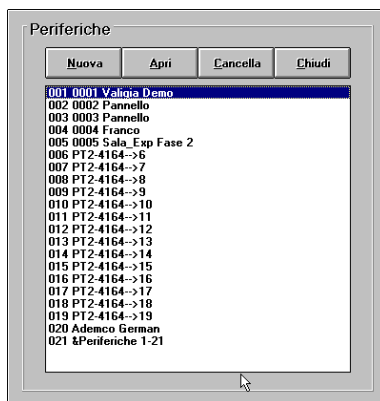 Periferiche
Nuova Apri Cancella Chiudi
001 0001 Valigia Demo
002 0002 Pannello
003 0003 Pannello
004 0004 Franco
005 0005 Sala_Exp Fase 2
006 PT2-4164-->6
007 PT2-4164-->7
008 PT2-4164-->8
009 PT2-4164-->9
010 PT2-4164-->10
011 PT2-4164-->11
012 PT2-4164-->12
013 PT2-4164-->13
014 PT2-4164-->14
015 PT2-4164-->15
016 PT2-4164-->16
017 PT2-4164-->17
018 PT2-4164-->18
019 PT2-4164-->19
020 Ademco German
021 &Periferiche 1-21